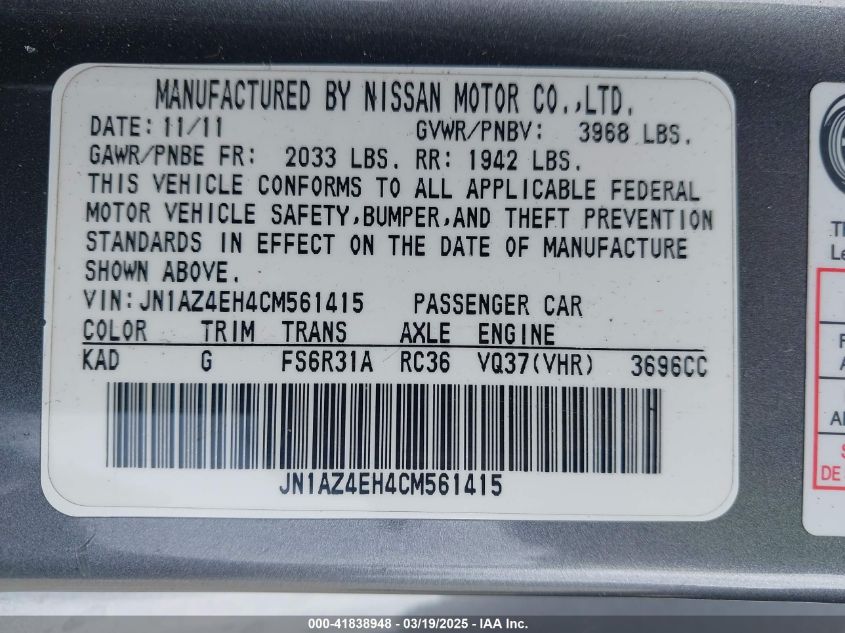 MANUFACTURED BY NISSAN MOTOR CO.,LTD.
DATE: 11/11 GVWR/PNBV: 3968 LBS.
GAWR/PNBE FR: 2033 LBS. RR: 1942 LBS.
THIS VEHICLE CONFORMS TO ALL APPLICABLE FEDERAL
MOTOR VEHICLE SAFETY,BUMPER,AND THEFT PREVENTION
STANDARDS IN EFFECT ON THE DATE OF MANUFACTURE
SHOWN ABOVE.
VIN: JN1AZ4EH4CM561415 PASSENGER CAR
COLOR TRIM TRANS AXLE ENGINE
KAD G FS6R31A RC36 VQ37(VHR) 3696CC
JN1AZ4EH4CM561415
DE
000-41838948 - 03/19/2025 - IAA Inc.